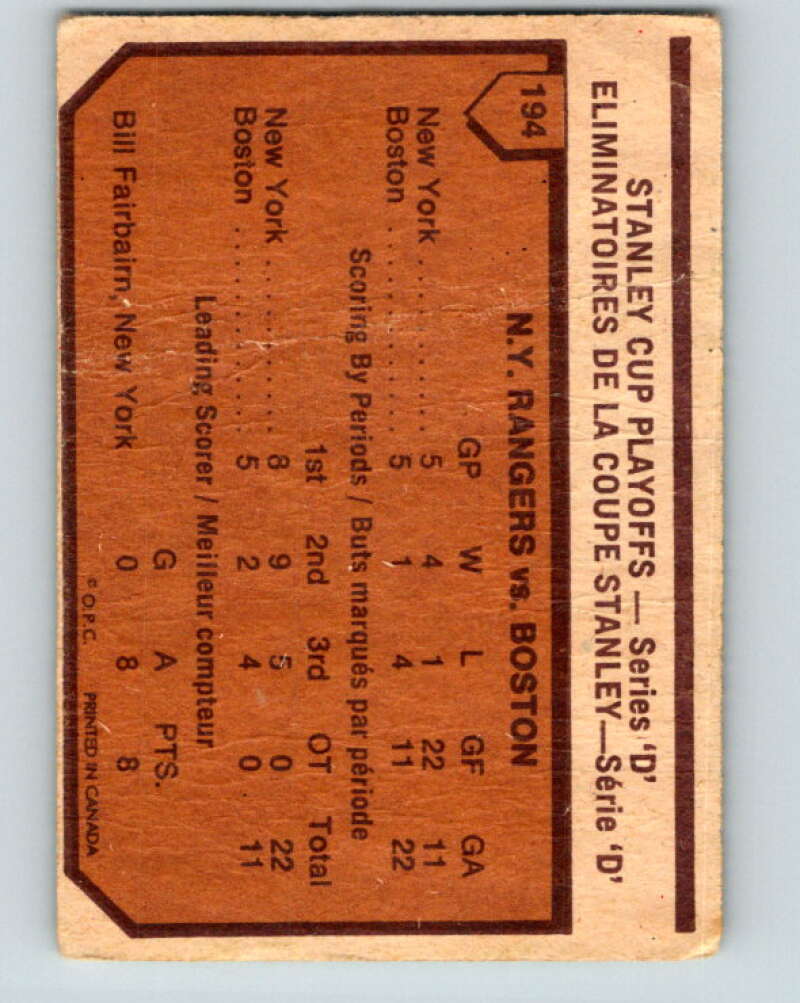 STANLEY CUP PLAYOFFS — Series 'D'
ELIMINATOIRES DE LA COUPE STANLEY—Série 'D'
194
N.Y. RANGERS vs. BOSTON
GP W L GF GA
New York . . . . . . . . . . 5 4 1 22 11
Boston . . . . . . . . . . . . 5 1 4 11 22
Scoring By Periods / Buts marqués par période
1st 2nd 3rd OT Total
New York . . . . . . . . . . 8 9 5 0 22
Boston . . . . . . . . . . . . 5 2 4 0 11
Leading Scorer / Meilleur compteur
G A PTS.
Bill Fairbairn, New York 0 8 8
© O.P.C. PRINTED IN CANADA